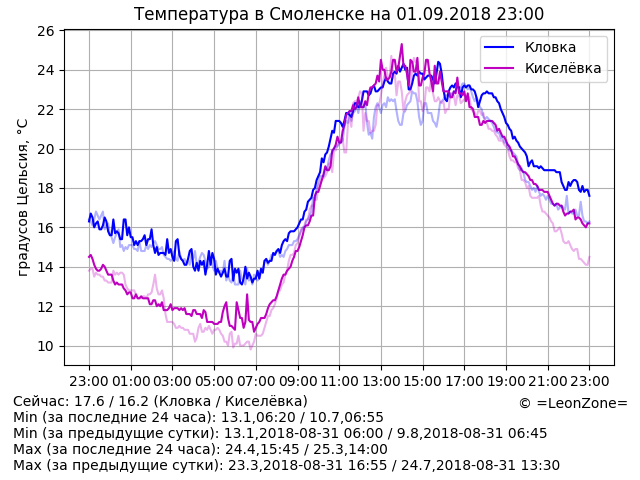 Температура в Смоленске на 01.09.2018 23:00
градусов Цельсия, °C
26
24
22
20
18
16
14
12
10
Кловка
Киселёвка
23:00 01:00 03:00 05:00 07:00 09:00 11:00 13:00 15:00 17:00 19:00 21:00 23:00
Сейчас: 17.6 / 16.2 (Кловка / Киселёвка)
© =LeonZone=
Min (за последние 24 часа): 13.1,06:20 / 10.7,06:55
Min (за предыдущие сутки): 13.1,2018-08-31 06:00 / 9.8,2018-08-31 06:45
Max (за последние 24 часа): 24.4,15:45 / 25.3,14:00
Max (за предыдущие сутки): 23.3,2018-08-31 16:55 / 24.7,2018-08-31 13:30